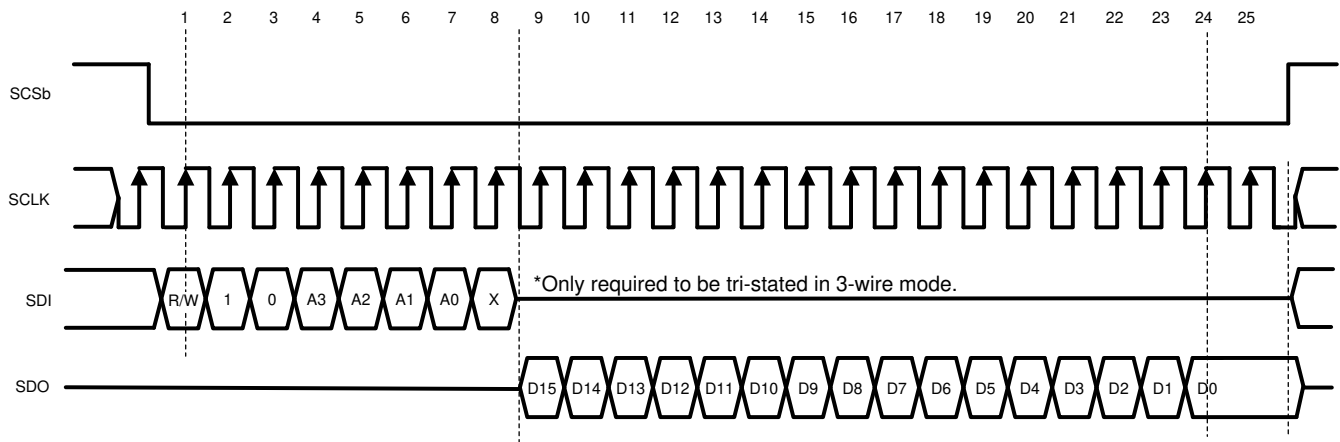 1 2 3 4 5 6 7 8 9 10 11 12 13 14 15 16 17 18 19 20 21 22 23 24 25
SCSb
SCLK
SDI R/W 1 0 A3 A2 A1 A0 X *Only required to be tri-stated in 3-wire mode.
SDO D15 D14 D13 D12 D11 D10 D9 D8 D7 D6 D5 D4 D3 D2 D1 D0